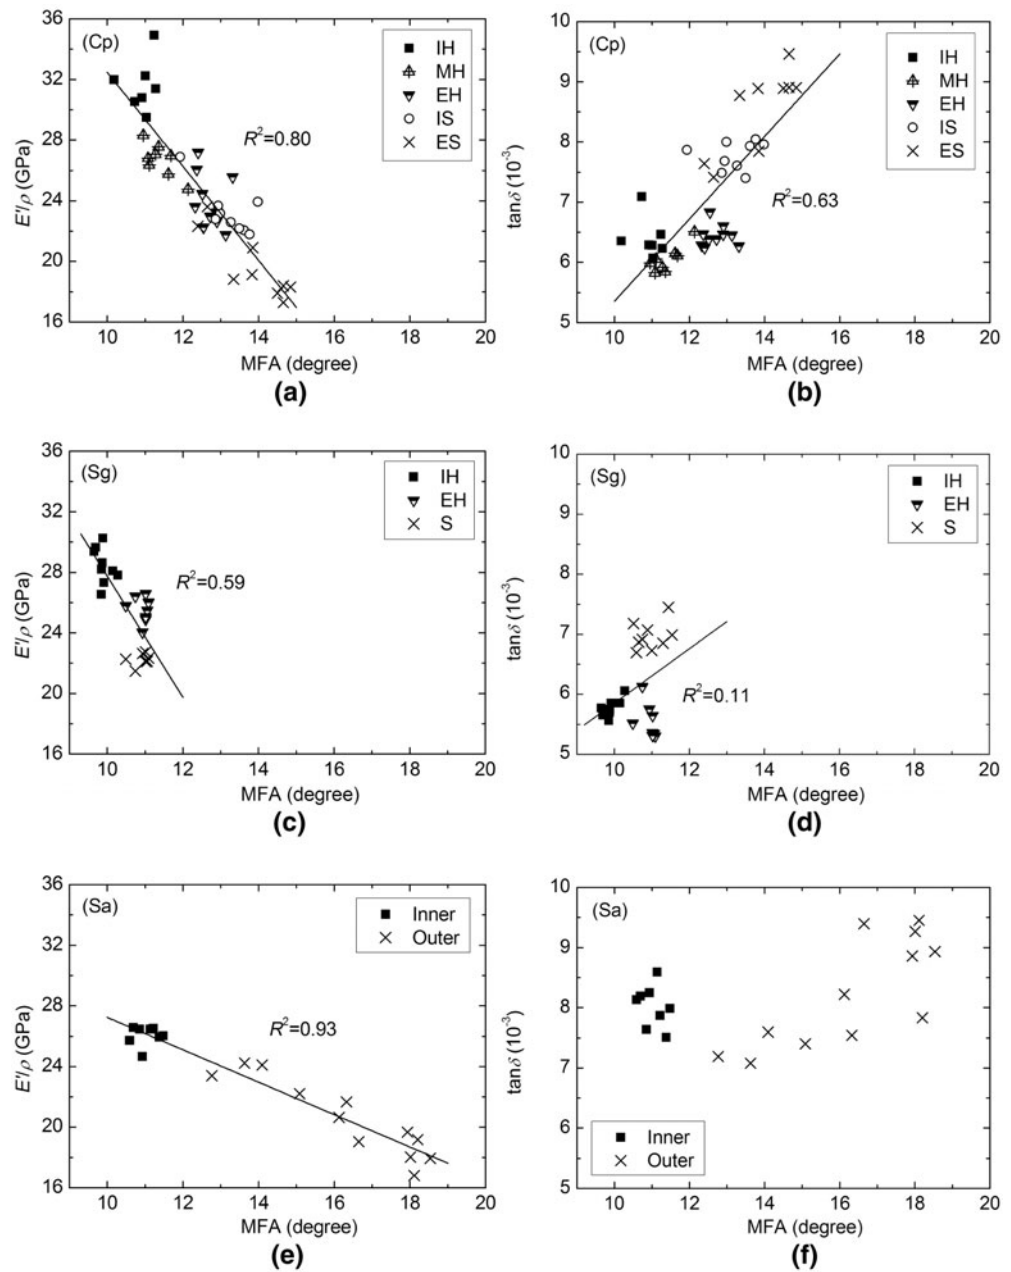 36
32
28
24
20
16
E'/ρ (GPa)
(Cp)
IH
MH
EH
IS
ES
R²=0.80
10 12 14 16 18 20
MFA (degree)
(a)
10
9
8
7
6
5
tanδ (10⁻³)
(Cp)
IH
MH
EH
IS
ES
R²=0.63
10 12 14 16 18 20
MFA (degree)
(b)
36
32
28
24
20
16
E'/ρ (GPa)
(Sg)
IH
EH
S
R²=0.59
10 12 14 16 18 20
MFA (degree)
(c)
10
9
8
7
6
5
tanδ (10⁻³)
(Sg)
IH
EH
S
R²=0.11
10 12 14 16 18 20
MFA (degree)
(d)
36
32
28
24
20
16
E'/ρ (GPa)
(Sa)
Inner
Outer
R²=0.93
10 12 14 16 18 20
MFA (degree)
(e)
10
9
8
7
6
5
tanδ (10⁻³)
(Sa)
Inner
Outer
10 12 14 16 18 20
MFA (degree)
(f)